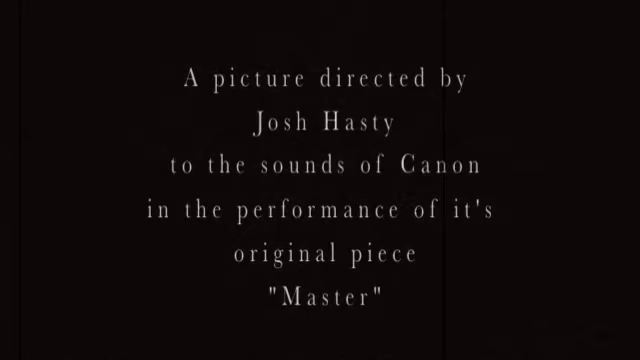 A picture directed by
Josh Hasty
to the sounds of Canon
in the performance of it's
original piece
"Master"